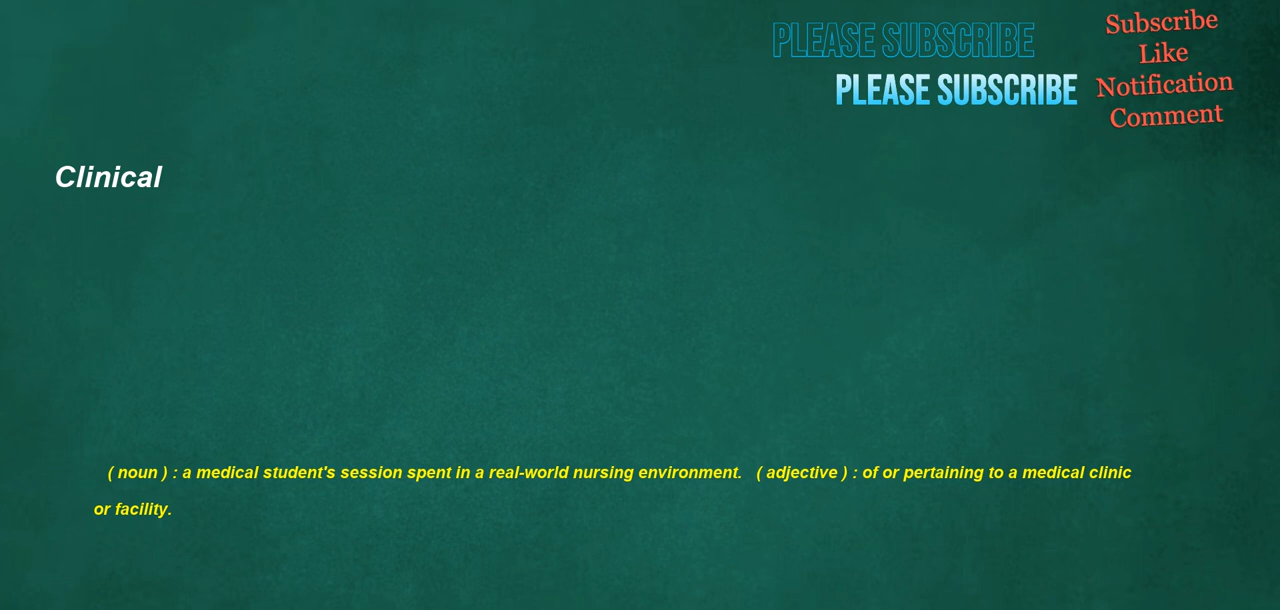 PLEASE SUBSCRIBE
PLEASE SUBSCRIBE
Subscribe
Like
Notification
Comment
Clinical
( noun ) : a medical student's session spent in a real-world nursing environment. ( adjective ) : of or pertaining to a medical clinic
or facility.